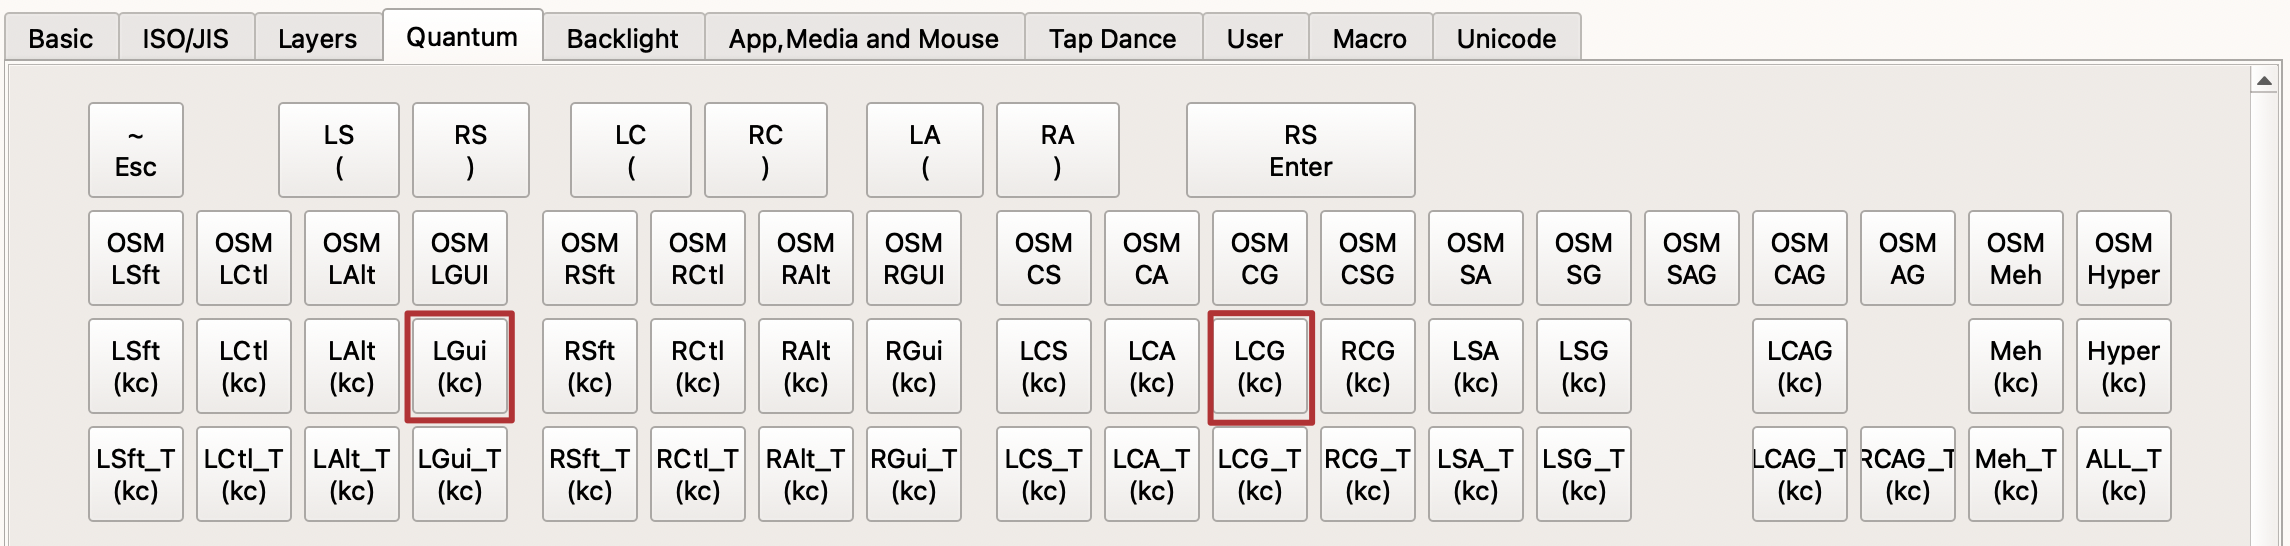 Basic ISO/JIS Layers Quantum Backlight App,Media and Mouse Tap Dance User Macro Unicode
~ LS RS LC RC LA RA RS
Esc ( ) ( ) ( ) Enter
OSM OSM OSM OSM OSM OSM OSM OSM OSM OSM OSM OSM OSM OSM OSM OSM OSM OSM OSM
LSft LCtl LAlt LGUI RSft RCtl RAlt RGUI CS CA CG CSG SA SG SAG CAG AG Meh Hyper
LSft LCtl LAlt LGui RSft RCtl RAlt RGui LCS LCA LCG RCG LSA LSG LCAG Meh Hyper
(kc) (kc) (kc) (kc) (kc) (kc) (kc) (kc) (kc) (kc) (kc) (kc) (kc) (kc) (kc) (kc) (kc)
LSft_T LCtl_T LAlt_T LGui_T RSft_T RCtl_T RAlt_T RGui_T LCS_T LCA_T LCG_T RCG_T LSA_T LSG_T LCAG_T RCAG_T Meh_T ALL_T
(kc) (kc) (kc) (kc) (kc) (kc) (kc) (kc) (kc) (kc) (kc) (kc) (kc) (kc) (kc) (kc) (kc) (kc)